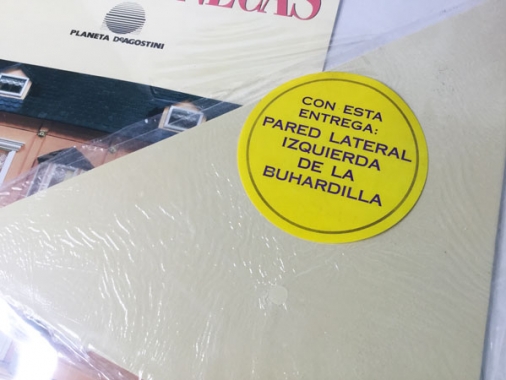 PLANETA DEAGOSTINI
CON ESTA
ENTREGA:
PARED LATERAL
IZQUIERDA
DE LA
BUHARDILLA